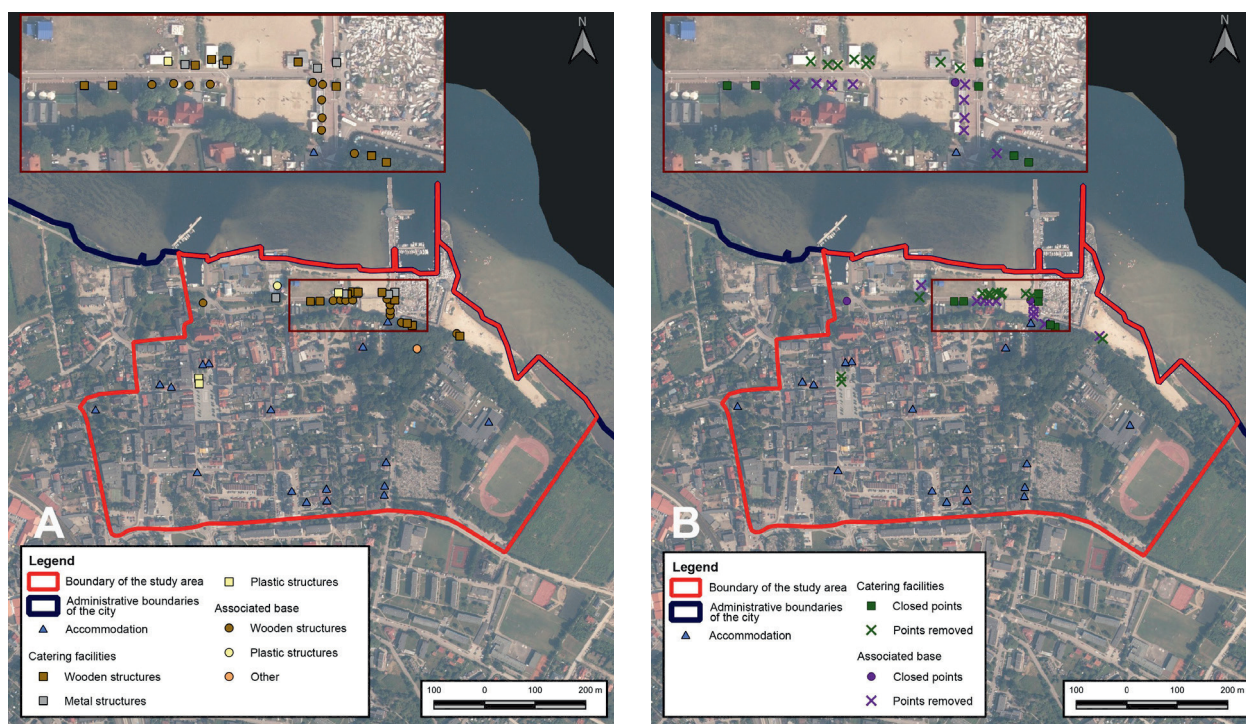 N
A
Legend
Boundary of the study area
Administrative boundaries
of the city
Accommodation
Catering facilities
Wooden structures
Metal structures
Plastic structures
Associated base
Wooden structures
Plastic structures
Other
100 0 100 200 m
N
B
Legend
Boundary of the study area
Administrative boundaries
of the city
Accommodation
Catering facilities
Closed points
Points removed
Associated base
Closed points
Points removed
100 0 100 200 m